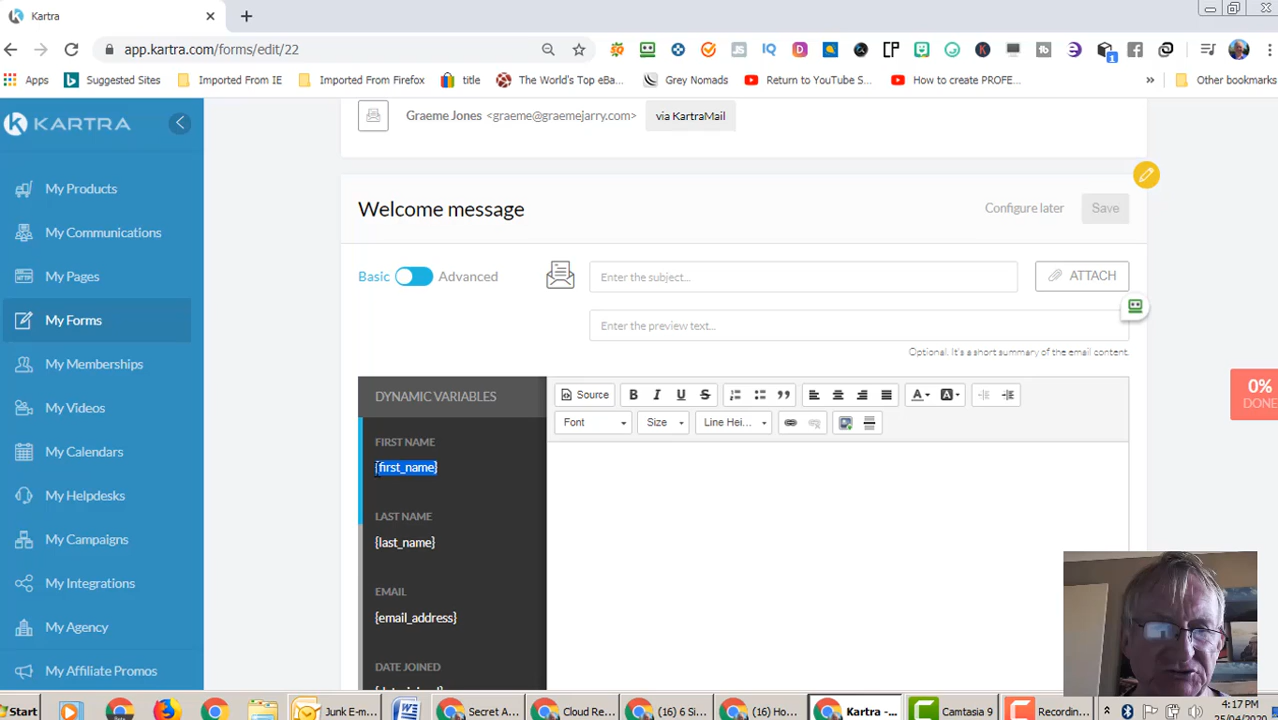 Kartra
app.kartra.com/forms/edit/22
Apps
Suggested Sites
Imported From IE
Imported From Firefox
title
The World's Top eBa...
Grey Nomads
Return to YouTube S...
How to create PROFE...
»
Other bookmarks
KARTRA
My Products
My Communications
My Pages
My Forms
My Memberships
My Videos
My Calendars
My Helpdesks
My Campaigns
My Integrations
My Agency
My Affiliate Promos
Graeme Jones <graeme@graemejarry.com>
via KartraMail
Welcome message
Configure later
Save
Basic
Advanced
Enter the subject...
ATTACH
Enter the preview text...
Optional. It's a short summary of the email content.
0%
DONE
DYNAMIC VARIABLES
Source
B I U S
Font
Size
Line Hei...
FIRST NAME
{first_name}
LAST NAME
{last_name}
EMAIL
{email_address}
DATE JOINED
Start
Junk E-m...
Secret A...
Cloud Re...
(16) 6 Si...
(16) Ho...
Kartra -...
Camtasia 9
Recordin...
4:17 PM